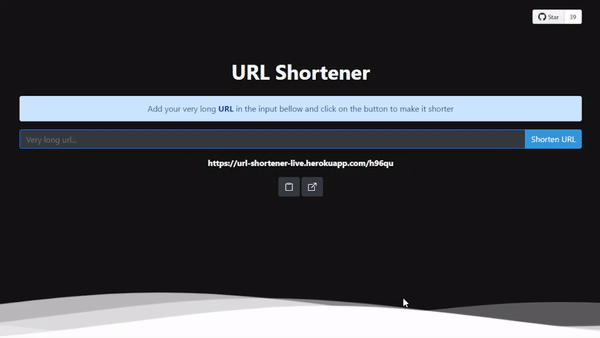 Star 39
URL Shortener
Add your very long URL in the input bellow and click on the button to make it shorter
Very long url...
Shorten URL
https://url-shortener-live.herokuapp.com/h96qu